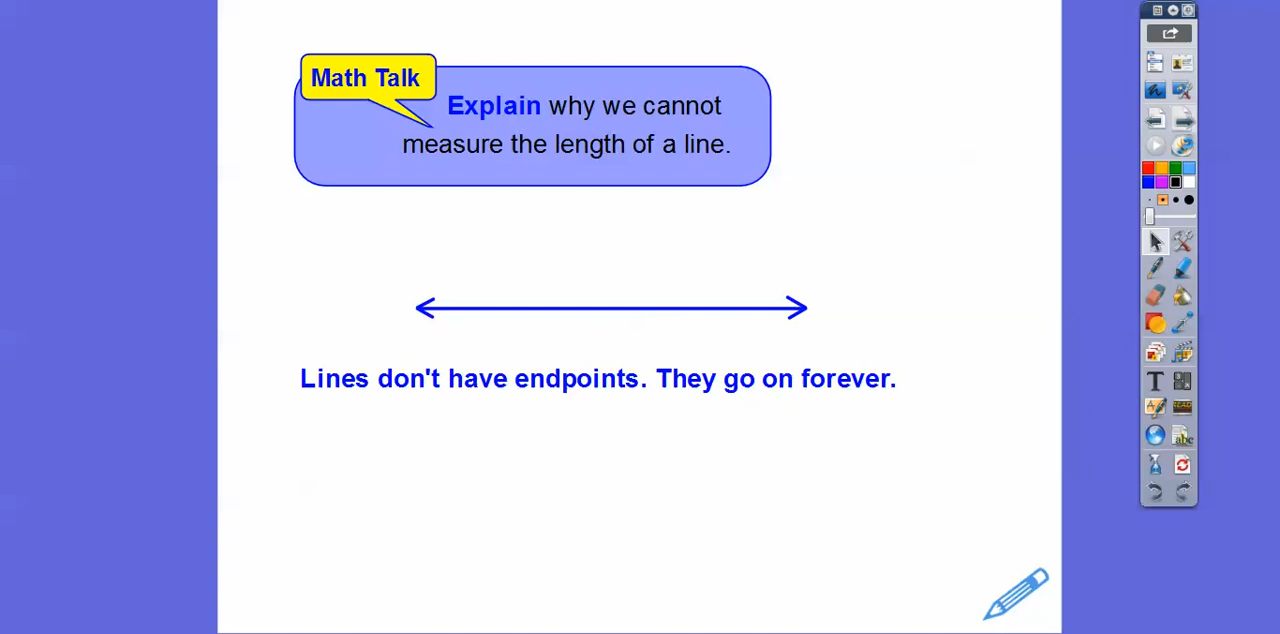 Math Talk
Explain why we cannot
measure the length of a line.
Lines don't have endpoints. They go on forever.